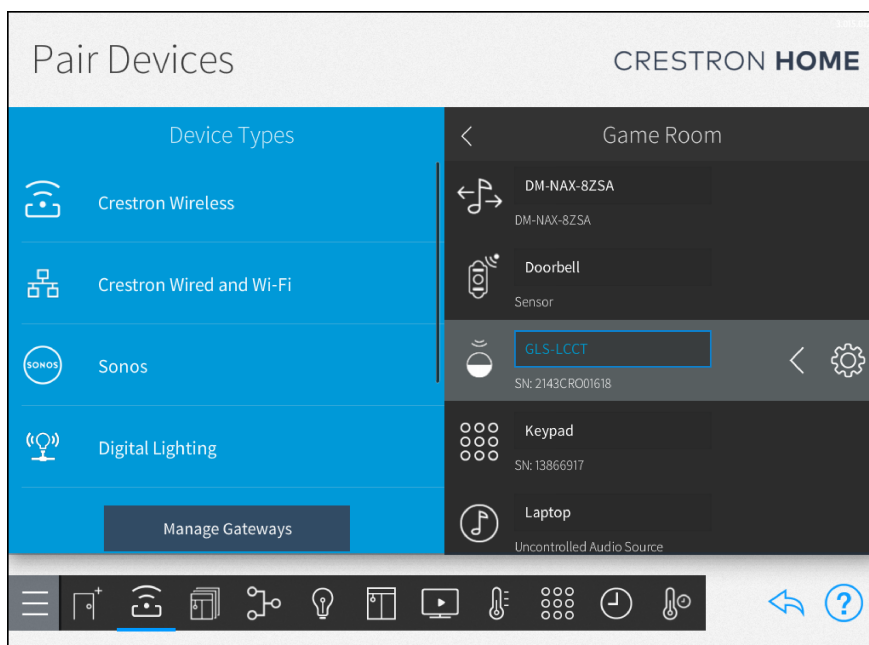 Pair Devices
CRESTRON HOME
Device Types
Crestron Wireless
Crestron Wired and Wi-Fi
SONOS
Sonos
Digital Lighting
Manage Gateways
Game Room
DM-NAX-8ZSA
DM-NAX-8ZSA
Doorbell
Sensor
GLS-LCCT
SN: 2143CRO01618
Keypad
SN: 13866917
Laptop
Uncontrolled Audio Source
?